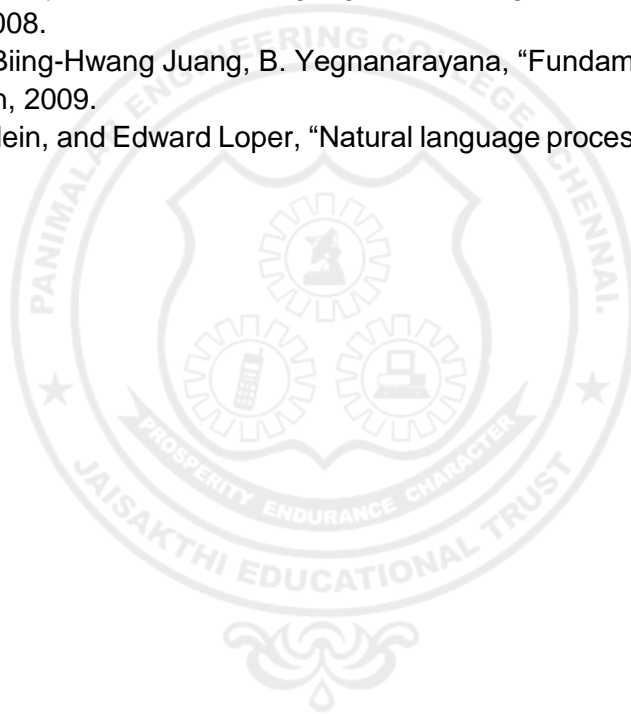 008.
Biing-Hwang Juang, B. Yegnanarayana, “Fundam
n, 2009.
lein, and Edward Loper, “Natural language proces
PANIMALAR ENGINEERING COLLEGE CHENNAI.
PROSPERITY ENDURANCE CHARACTER
JAISAKTHI EDUCATIONAL TRUST